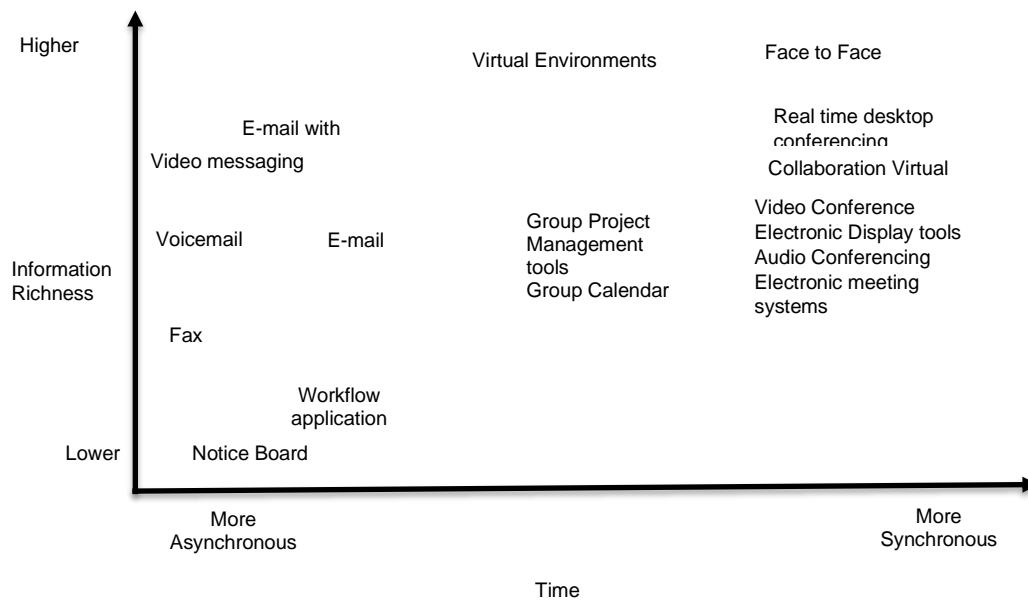 Higher
Virtual Environments
Face to Face
E-mail with
Video messaging
Real time desktop
conferencing
Collaboration Virtual
Voicemail
E-mail
Group Project
Management
tools
Group Calendar
Video Conference
Electronic Display tools
Audio Conferencing
Electronic meeting
systems
Information
Richness
Fax
Workflow
application
Lower
Notice Board
More
Asynchronous
More
Synchronous
Time